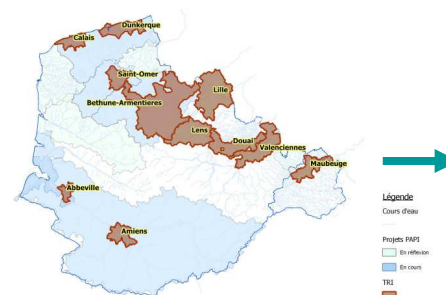 Dunkerque
Calais
Saint-Omer
Lille
Bethune-Armentieres
Lens
Douai
Valenciennes
Maubeuge
Abbeville
Amiens
Légende
Cours d'eau
Projets PAPI
En réflexion
En cours
TRI